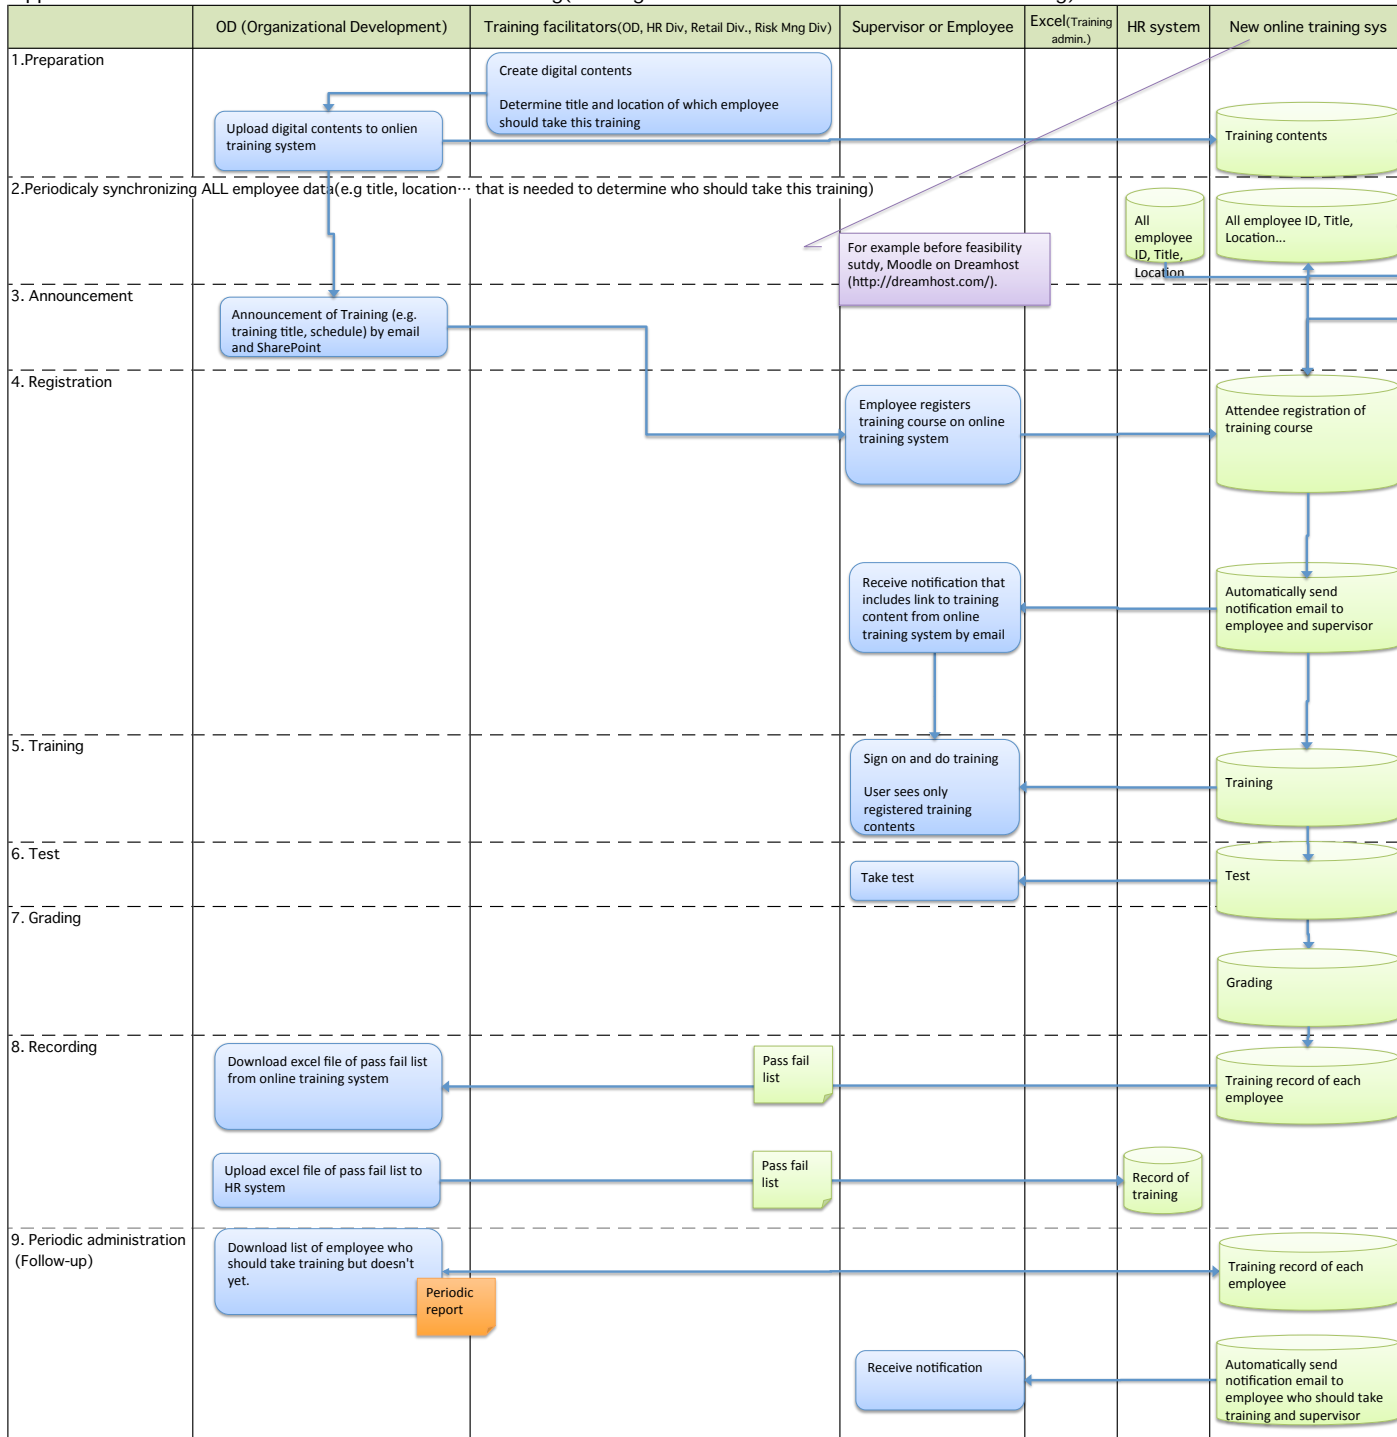 OD (Organizational Development)
Training facilitators(OD, HR Div, Retail Div., Risk Mng Div)
Supervisor or Employee
Excel(Training
admin.)
HR system
New online training sys
1.Preparation
Create digital contents
Determine title and location of which employee
should take this training
Upload digital contents to onlien
training system
Training contents
2.Periodicaly synchronizing ALL employee data(e.g title, location··· that is needed to determine who should take this training)
All
employee
ID, Title,
Location
All employee ID, Title,
Location...
For example before feasibility
sutdy, Moodle on Dreamhost
(http://dreamhost.com/).
3. Announcement
Announcement of Training (e.g.
training title, schedule) by email
and SharePoint
4. Registration
Employee registers
training course on online
training system
Attendee registration of
training course
Receive notification that
includes link to training
content from online
training system by email
Automatically send
notification email to
employee and supervisor
5. Training
Sign on and do training
User sees only
registered training
contents
Training
6. Test
Take test
Test
7. Grading
Grading
8. Recording
Download excel file of pass fail list
from online training system
Pass fail
list
Training record of each
employee
Upload excel file of pass fail list to
HR system
Pass fail
list
Record of
training
9. Periodic administration
(Follow-up)
Download list of employee who
should take training but doesn't
yet.
Periodic
report
Training record of each
employee
Receive notification
Automatically send
notification email to
employee who should take
training and supervisor